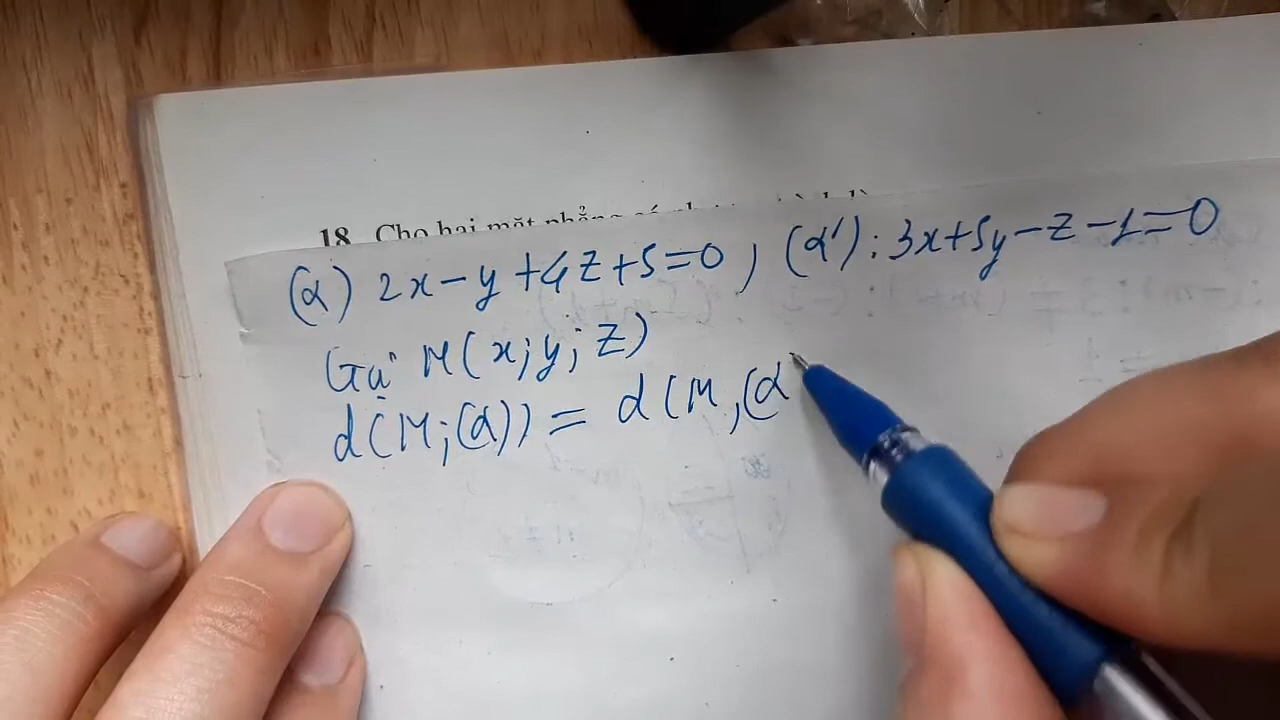 18. Cho hai mặt phẳng
(α) 2x-y+4z+5=0, (α'): 3x+5y-z-1=0
Gọi M(x;y;z)
d(M;(α)) = d(M,(α